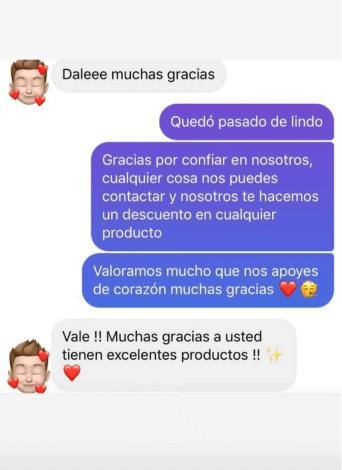 Daleee muchas gracias
Quedó pasado de lindo
Gracias por confiar en nosotros,
cualquier cosa nos puedes
contactar y nosotros te hacemos
un descuento en cualquier
producto
Valoramos mucho que nos apoyes
de corazón muchas gracias ❤️🥳
Vale !! Muchas gracias a usted
tienen excelentes productos !! ✨
❤️